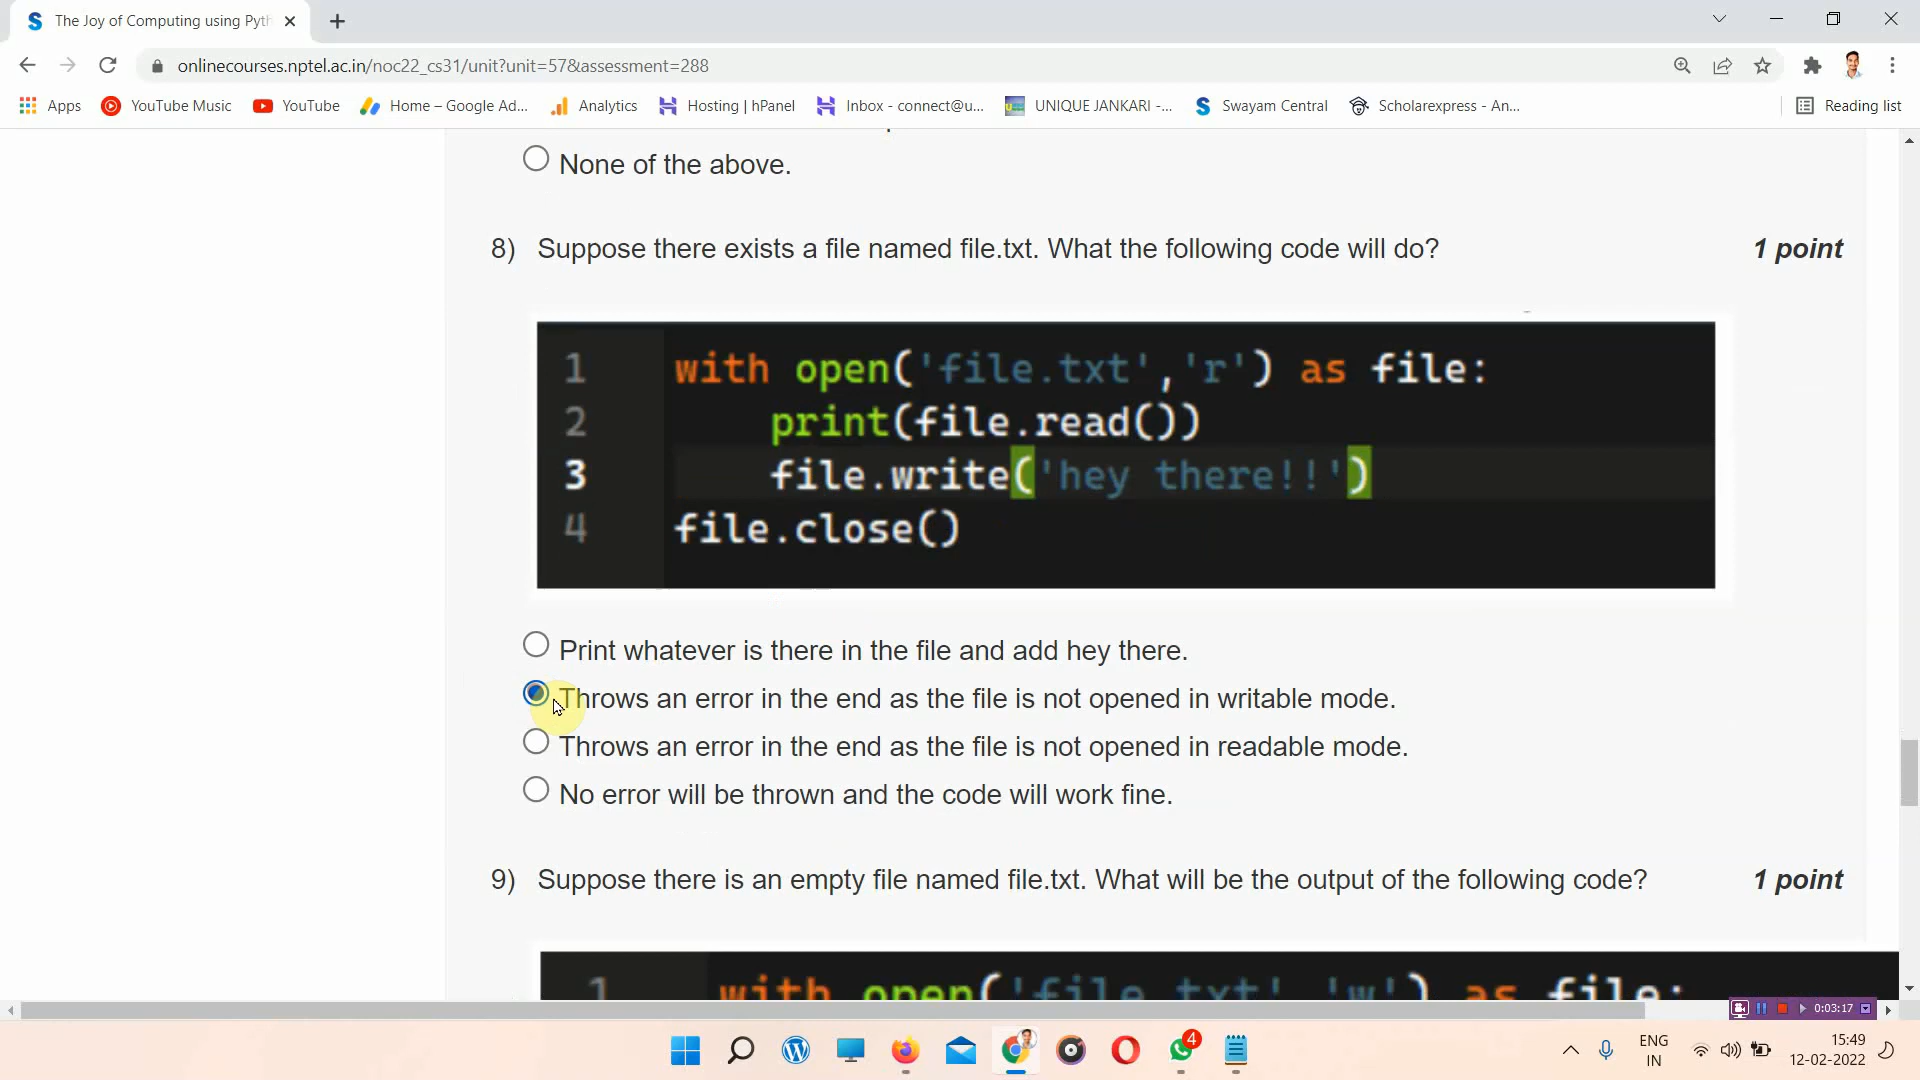 The Joy of Computing using Pyth
onlinecourses.nptel.ac.in/noc22_cs31/unit?unit=57&assessment=288
Apps YouTube Music YouTube Home – Google Ad... Analytics Hosting | hPanel Inbox - connect@u... UNIQUE JANKARI -... Swayam Central Scholarexpress - An... Reading list
None of the above.
8) Suppose there exists a file named file.txt. What the following code will do? 1 point
1 with open('file.txt','r') as file:
2 print(file.read())
3 file.write('hey there!!')
4 file.close()
Print whatever is there in the file and add hey there.
Throws an error in the end as the file is not opened in writable mode.
Throws an error in the end as the file is not opened in readable mode.
No error will be thrown and the code will work fine.
9) Suppose there is an empty file named file.txt. What will be the output of the following code? 1 point
1 with open('file.txt','w') as file:
0:03:17
4
ENG
IN
15:49
12-02-2022